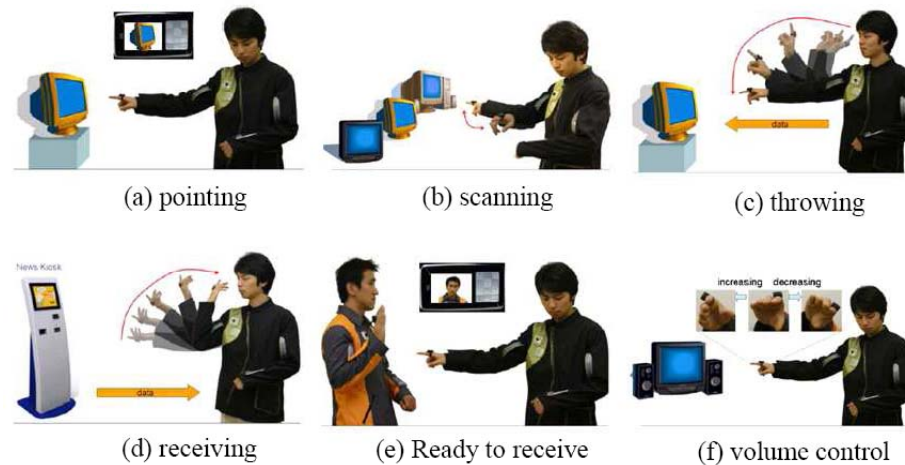 data
(a) pointing
(b) scanning
(c) throwing
News Kiosk
data
increasing decreasing
(d) receiving
(e) Ready to receive
(f) volume control